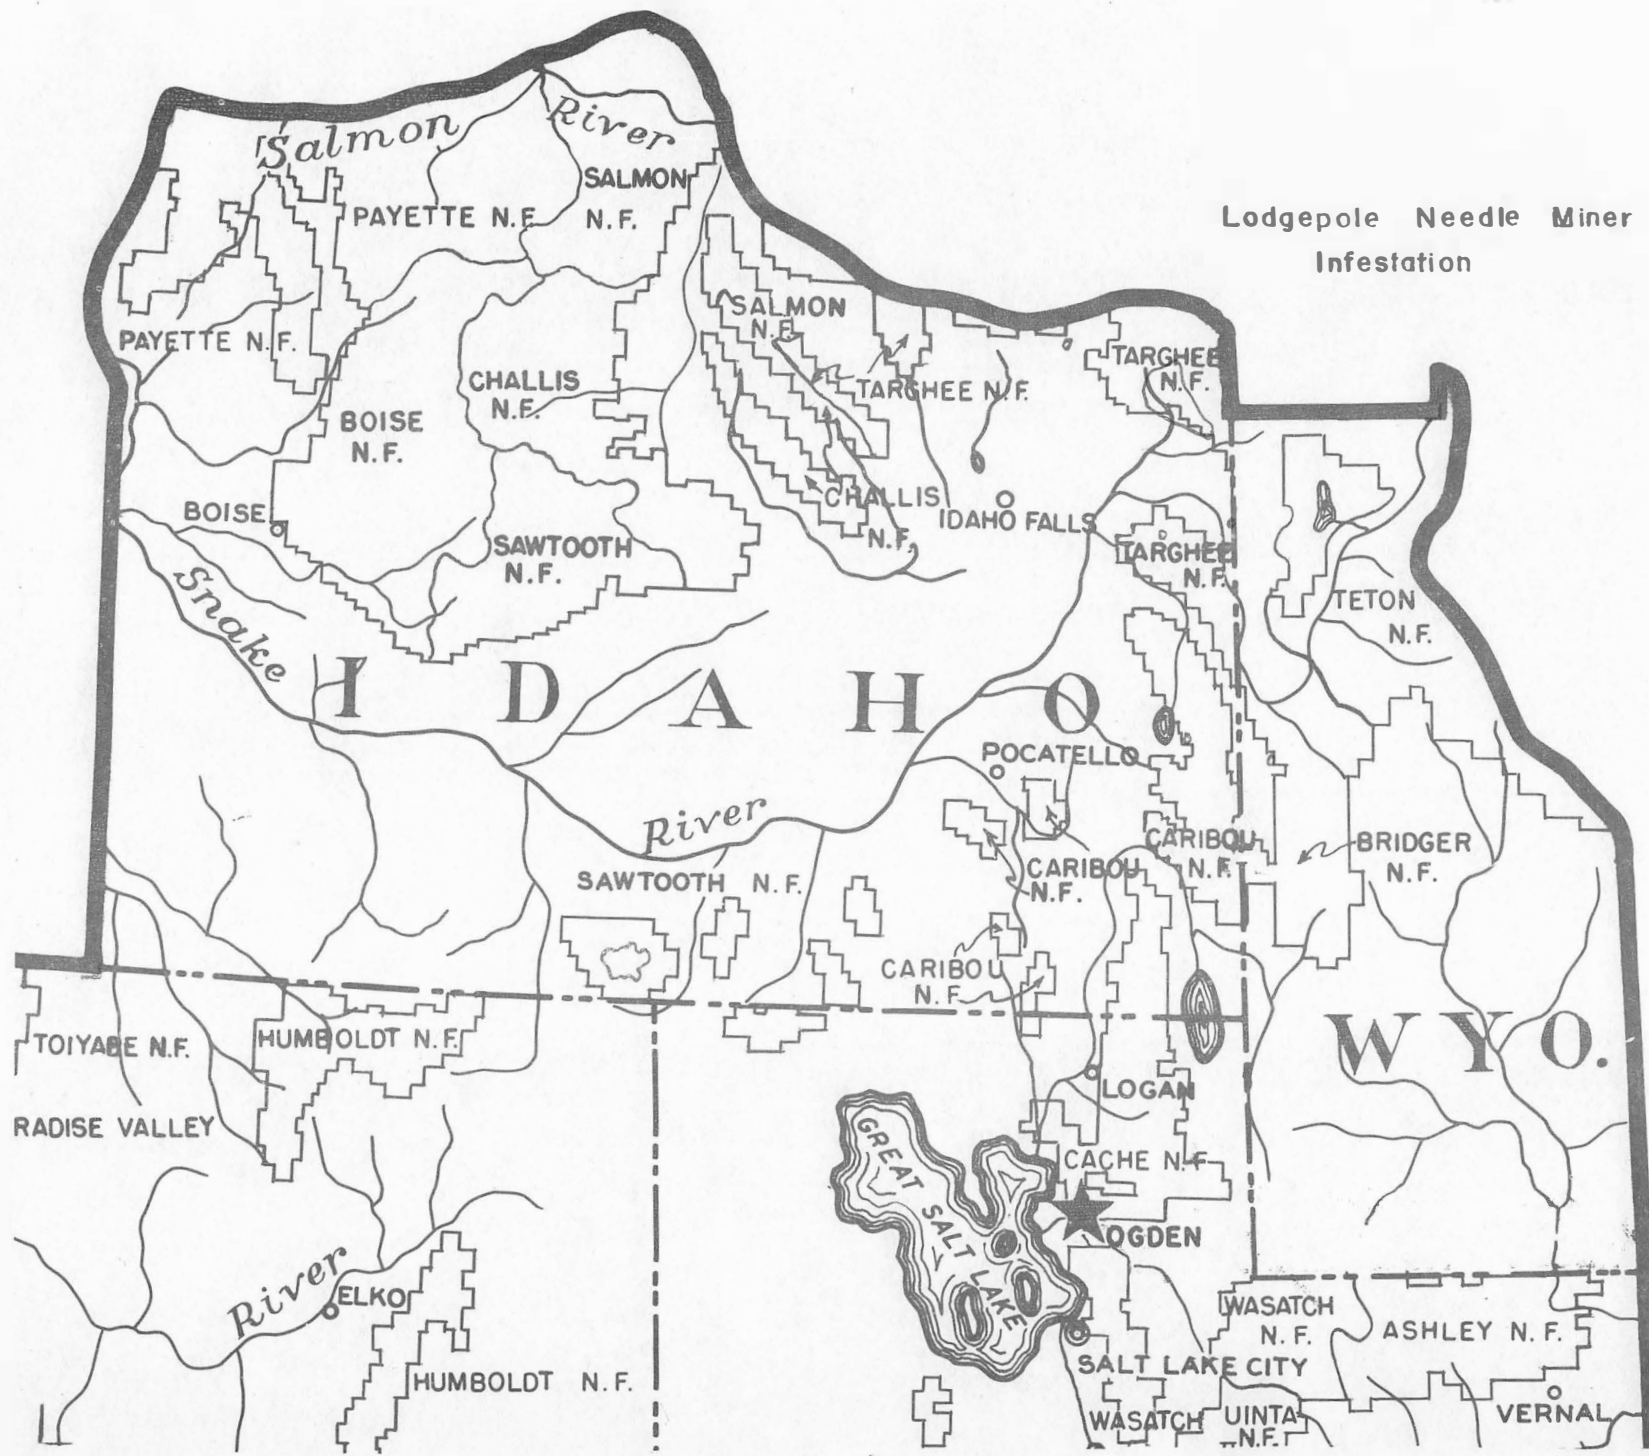 Salmon
River
SALMON
N.F.
PAYETTE N.F.
Lodgepole Needle Miner
Infestation
SALMON
N.F.
PAYETTE N.F.
TARGHEE
N.F.
CHALLIS
N.F.
TARGHEE N.F.
BOISE
N.F.
CHALLIS
N.F.
IDAHO FALLS
BOISE
SAWTOOTH
N.F.
TARGHEE
N.F.
TETON
N.F.
Snake
IDAHO
POCATELLO
River
CARIBOU
N.F.
BRIDGER
N.F.
CARIBOU
N.F.
SAWTOOTH N.F.
CARIBOU
N.F.
WYO.
TOIYABE N.F.
HUMBOLDT N.F.
LOGAN
RADISE VALLEY
GREAT SALT LAKE
CACHE N.F.
OGDEN
River
ELKO
WASATCH
N.F.
ASHLEY N.F.
SALT LAKE CITY
HUMBOLDT N.F.
WASATCH
UINTA
N.F.
VERNAL